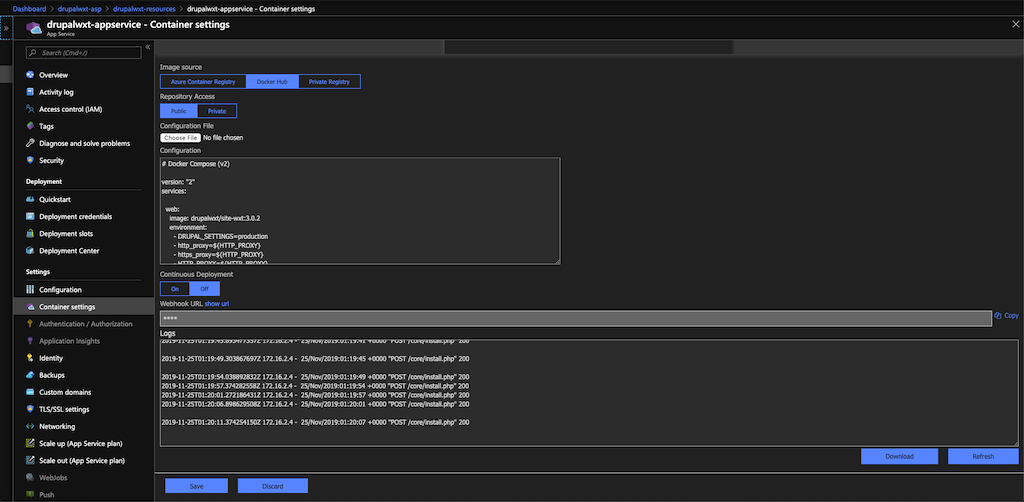 Dashboard > drupalwxt-asp > drupalwxt-resources > drupalwxt-appservice - Container settings
drupalwxt-appservice - Container settings
App Service
Search (Cmd+/)
Overview
Activity log
Access control (IAM)
Tags
Diagnose and solve problems
Security
Deployment
Quickstart
Deployment credentials
Deployment slots
Deployment Center
Settings
Configuration
Container settings
Authentication / Authorization
Application Insights
Identity
Backups
Custom domains
TLS/SSL settings
Networking
Scale up (App Service plan)
Scale out (App Service plan)
WebJobs
Push
Image source
Azure Container Registry Docker Hub Private Registry
Repository Access
Public Private
Configuration File
Choose File No file chosen
Configuration
# Docker Compose (v2)
version: "2"
services:
web:
image: drupalwxt/site-wxt:3.0.2
environment:
- DRUPAL_SETTINGS=production
- http_proxy=${HTTP_PROXY}
- https_proxy=${HTTP_PROXY}
- HTTP_PROXY=${HTTP_PROXY}
Continuous Deployment
On Off
Webhook URL show url
****
Copy
Logs
2019-11-25T01:19:45.695477557Z 172.16.2.4 - 25/Nov/2019:01:19:41 +0000 "POST /core/install.php" 200
2019-11-25T01:19:49.303867697Z 172.16.2.4 - 25/Nov/2019:01:19:45 +0000 "POST /core/install.php" 200
2019-11-25T01:19:54.038892832Z 172.16.2.4 - 25/Nov/2019:01:19:49 +0000 "POST /core/install.php" 200
2019-11-25T01:19:57.374282558Z 172.16.2.4 - 25/Nov/2019:01:19:54 +0000 "POST /core/install.php" 200
2019-11-25T01:20:01.272186431Z 172.16.2.4 - 25/Nov/2019:01:19:57 +0000 "POST /core/install.php" 200
2019-11-25T01:20:06.898629508Z 172.16.2.4 - 25/Nov/2019:01:20:01 +0000 "POST /core/install.php" 200
2019-11-25T01:20:11.374254150Z 172.16.2.4 - 25/Nov/2019:01:20:07 +0000 "POST /core/install.php" 200
Download Refresh
Save Discard